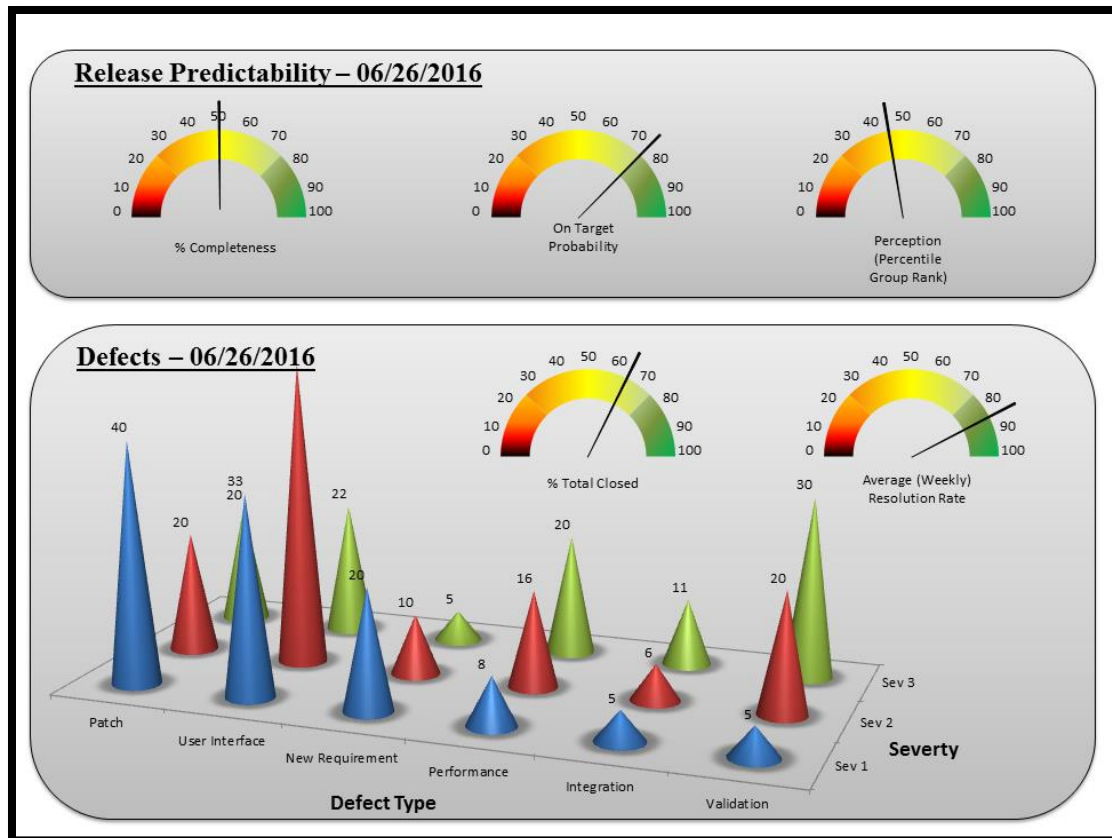 Release Predictability – 06/26/2016
0 10 20 30 40 50 60 70 80 90 100
% Completeness
0 10 20 30 40 50 60 70 80 90 100
On Target
Probability
0 10 20 30 40 50 60 70 80 90 100
Perception
(Percentile
Group Rank)
Defects – 06/26/2016
0 10 20 30 40 50 60 70 80 90 100
% Total Closed
0 10 20 30 40 50 60 70 80 90 100
Average (Weekly)
Resolution Rate
40
20
33
20
22
20
10
5
8
16
20
5
6
11
5
20
30
Patch
User Interface
New Requirement
Performance
Integration
Validation
Defect Type
Sev 1
Sev 2
Sev 3
Severty